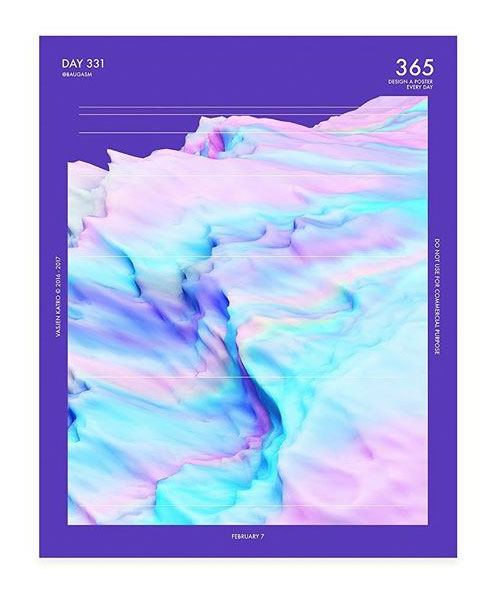 DAY 331
@BAUGASM
365
DESIGN A POSTER
EVERY DAY
VASJEN KATRO © 2016 - 2017
DO NOT USE FOR COMMERCIAL PURPOSE
FEBRUARY 7